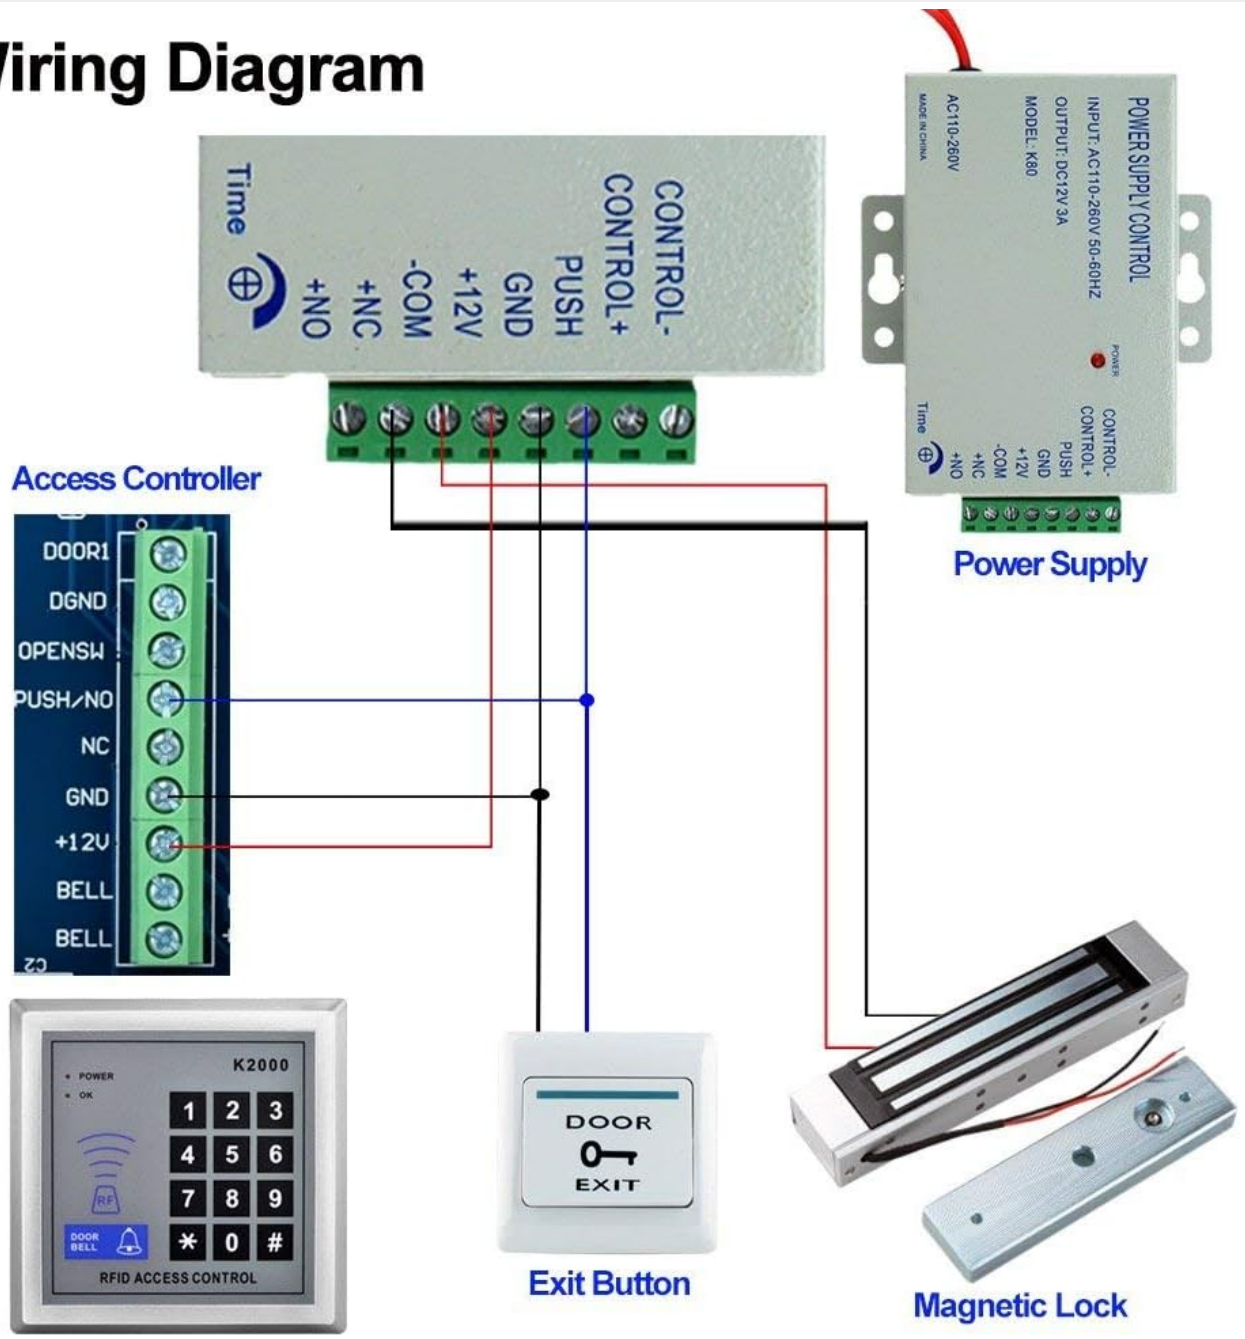 Wiring Diagram
Time
+NO
+NC
-COM
+12V
GND
PUSH
CONTROL+
CONTROL-
POWER SUPPLY CONTROL
INPUT: AC110-260V 50-60HZ
OUTPUT: DC12V 3A
MODEL: K80
AC110-260V
MADE IN CHINA
POWER
Time
+NO
+NC
-COM
+12V
GND
PUSH
CONTROL+
CONTROL-
Power Supply
Access Controller
DOOR1
DGND
OPENSW
PUSH/NO
NC
GND
+12V
BELL
BELL
C2
K2000
POWER
OK
RF
DOOR
BELL
1 2 3
4 5 6
7 8 9
* 0 #
RFID ACCESS CONTROL
DOOR
EXIT
Exit Button
Magnetic Lock